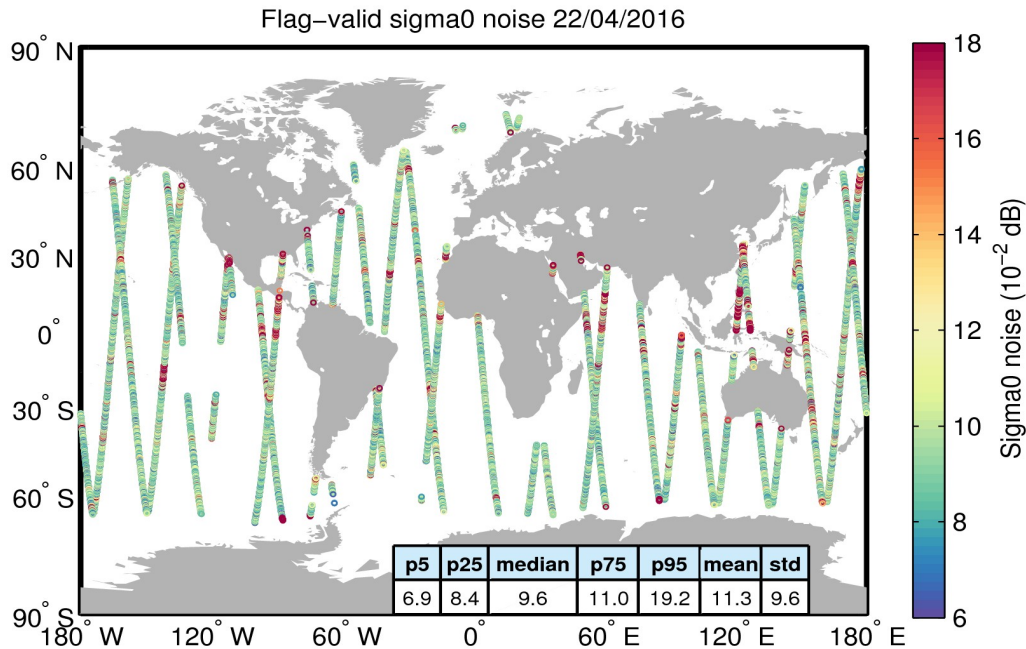 Flag−valid sigma0 noise 22/04/2016
90° N
60° N
30° N
0°
30° S
60° S
90° S
180° W
120° W
60° W
0°
60° E
120° E
180° E
p5 p25 median p75 p95 mean std
6.9 8.4 9.6 11.0 19.2 11.3 9.6
18
16
14
12
10
8
6
Sigma0 noise (10⁻² dB)